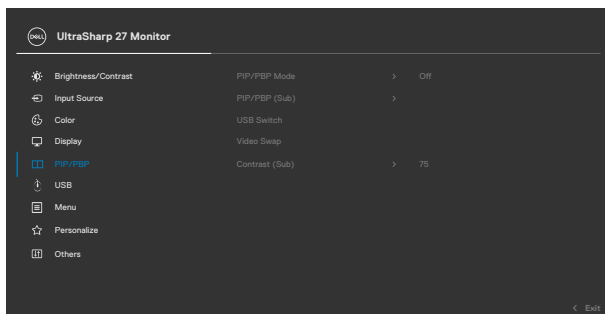 DELL UltraSharp 27 Monitor
Brightness/Contrast PIP/PBP Mode > Off
Input Source PIP/PBP (Sub) >
Color USB Switch
Display Video Swap
PIP/PBP Contrast (Sub) > 75
USB
Menu
Personalize
Others
< Exit